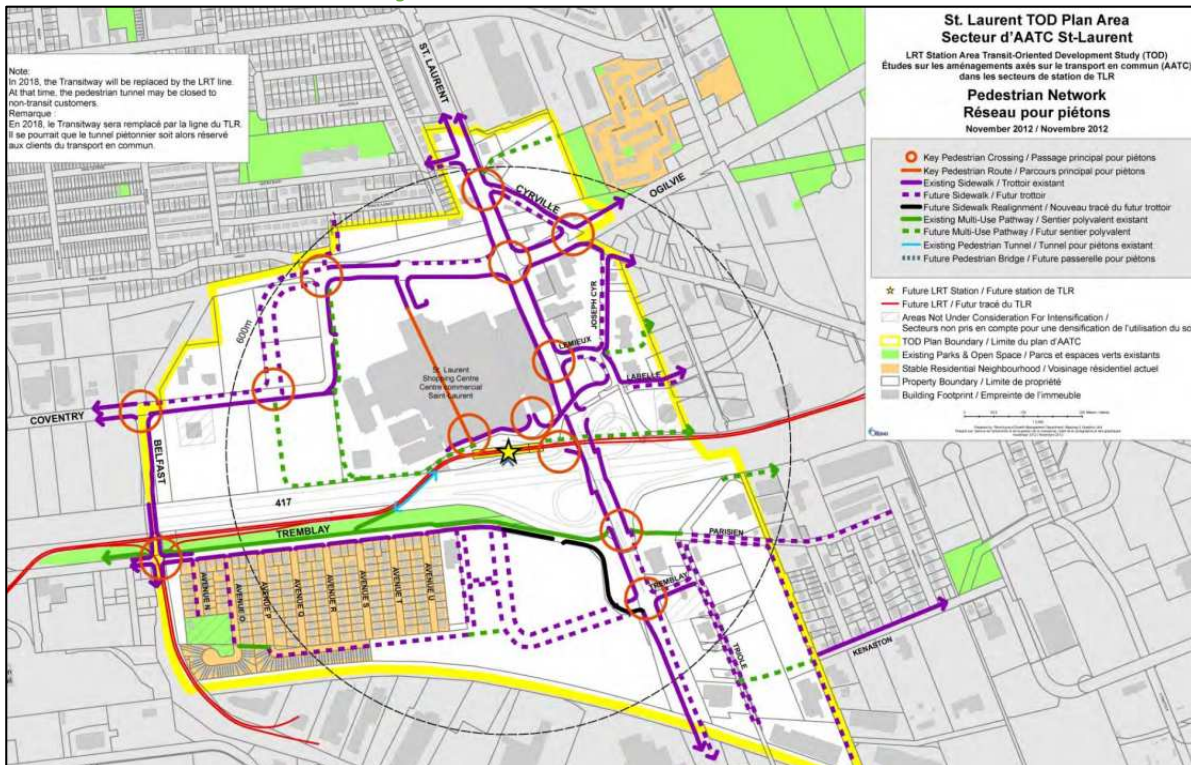 Note:
In 2018, the Transitway will be replaced by the LRT line.
At that time, the pedestrian tunnel may be closed to
non-transit customers.
Remarque :
En 2018, le Transitway sera remplacé par la ligne du TLR.
Il se pourrait que le tunnel piétonnier soit alors réservé
aux clients du transport en commun.
St. Laurent TOD Plan Area
Secteur d'AATC St-Laurent
LRT Station Area Transit-Oriented Development Study (TOD)
Études sur les aménagements axés sur le transport en commun (AATC)
dans les secteurs de station de TLR
Pedestrian Network
Réseau pour piétons
November 2012 / Novembre 2012
Key Pedestrian Crossing / Passage principal pour piétons
Key Pedestrian Route / Parcours principal pour piétons
Existing Sidewalk / Trottoir existant
Future Sidewalk / Futur trottoir
Future Sidewalk Realignment / Nouveau tracé du futur trottoir
Existing Multi-Use Pathway / Sentier polyvalent existant
Future Multi-Use Pathway / Futur sentier polyvalent
Existing Pedestrian Tunnel / Tunnel pour piétons existant
Future Pedestrian Bridge / Future passerelle pour piétons
Future LRT Station / Future station de TLR
Future LRT / Futur tracé du TLR
Areas Not Under Consideration For Intensification /
Secteurs non pris en compte pour une densification de l'utilisation du so
TOD Plan Boundary / Limite du plan d'AATC
Existing Parks & Open Space / Parcs et espaces verts existants
Stable Residential Neighbourhood / Voisinage résidentiel actuel
Property Boundary / Limite de propriété
Building Footprint / Empreinte de l'immeuble
ST. LAURENT
CYRVILLE
OGILVIE
600m
JOSEPH CYR
LEMIEUX
LABELLE
St. Laurent
Shopping Centre
Centre commercial
Saint-Laurent
COVENTRY
BELFAST
417
TREMBLAY
PARISIEN
AVENUE N
AVENUE O
AVENUE P
AVENUE Q
AVENUE R
AVENUE S
AVENUE T
AVENUE U
TREMBLAY
TRIOLE
KENASTON